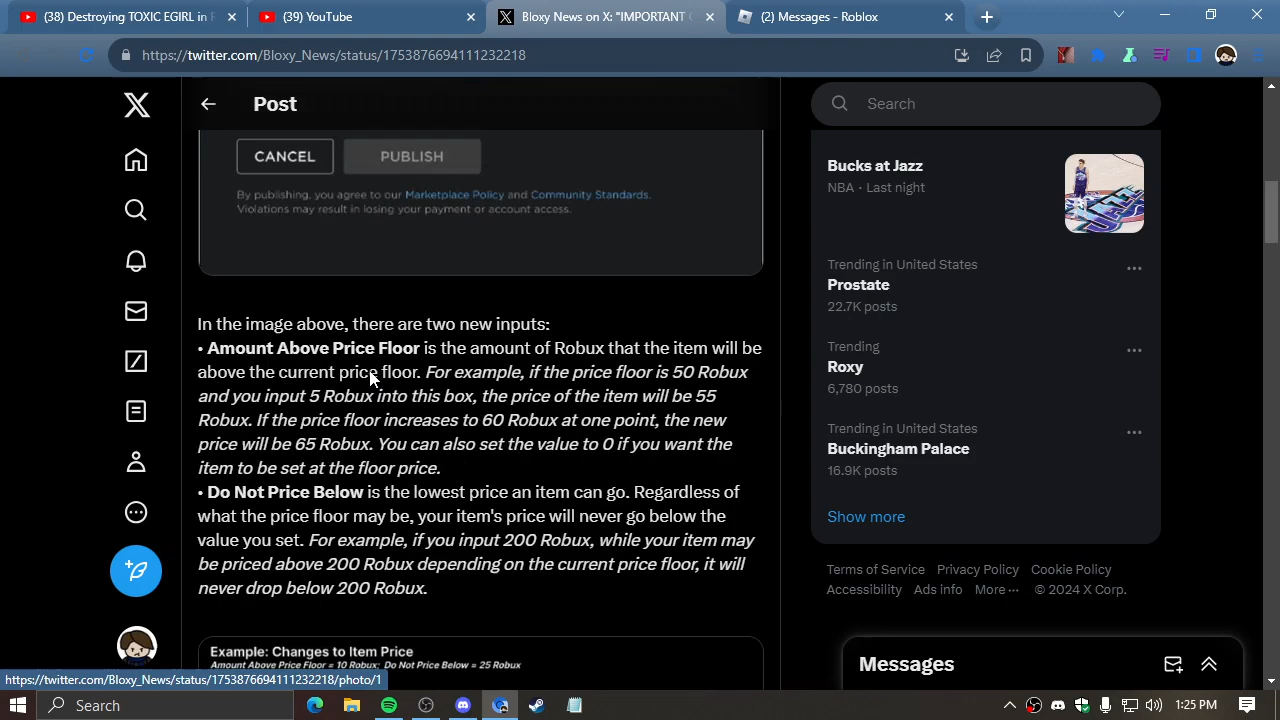 (38) Destroying TOXIC EGIRL in R
(39) YouTube
Bloxy News on X: "IMPORTANT C
(2) Messages - Roblox
https://twitter.com/Bloxy_News/status/1753876694111232218
Post
CANCEL PUBLISH
By publishing, you agree to our Marketplace Policy and Community Standards.
Violations may result in losing your payment or account access.
In the image above, there are two new inputs:
• Amount Above Price Floor is the amount of Robux that the item will be
above the current price floor. For example, if the price floor is 50 Robux
and you input 5 Robux into this box, the price of the item will be 55
Robux. If the price floor increases to 60 Robux at one point, the new
price will be 65 Robux. You can also set the value to 0 if you want the
item to be set at the floor price.
• Do Not Price Below is the lowest price an item can go. Regardless of
what the price floor may be, your item's price will never go below the
value you set. For example, if you input 200 Robux, while your item may
be priced above 200 Robux depending on the current price floor, it will
never drop below 200 Robux.
Example: Changes to Item Price
Amount Above Price Floor = 10 Robux; Do Not Price Below = 25 Robux
Search
Bucks at Jazz
NBA · Last night
Trending in United States
Prostate
22.7K posts
Trending
Roxy
6,780 posts
Trending in United States
Buckingham Palace
16.9K posts
Show more
Terms of Service Privacy Policy Cookie Policy
Accessibility Ads info More ··· © 2024 X Corp.
Messages
https://twitter.com/Bloxy_News/status/1753876694111232218/photo/1
Search
1:25 PM